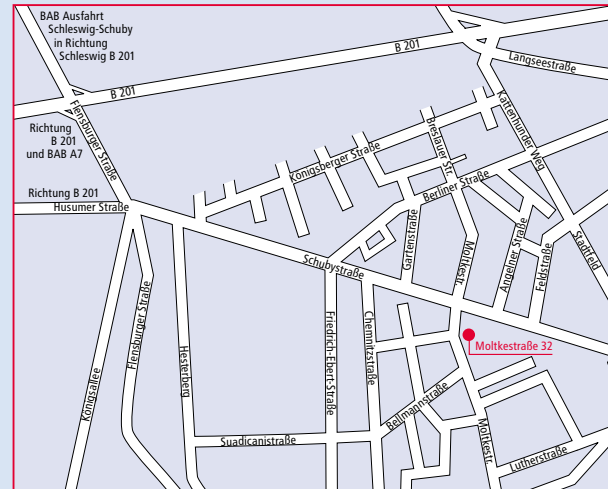 BAB Ausfahrt
Schleswig-Schuby
in Richtung
Schleswig B 201
B 201
Langseestraße
B 201
Flensburger Straße
Kattenhunder Weg
Richtung
B 201
und BAB A7
Breslauer Str.
Königsberger Straße
Berliner Straße
Richtung B 201
Husumer Straße
Schubystraße
Gartenstraße
Moltkestr.
Angelner Straße
Feldstraße
Stadtfeld
Flensburger Straße
Königsallee
Hesterberg
Friedrich-Ebert-Straße
Chemnitzstraße
Moltkestraße 32
Bellmannstraße
Suadicanistraße
Moltkestr.
Lutherstraße